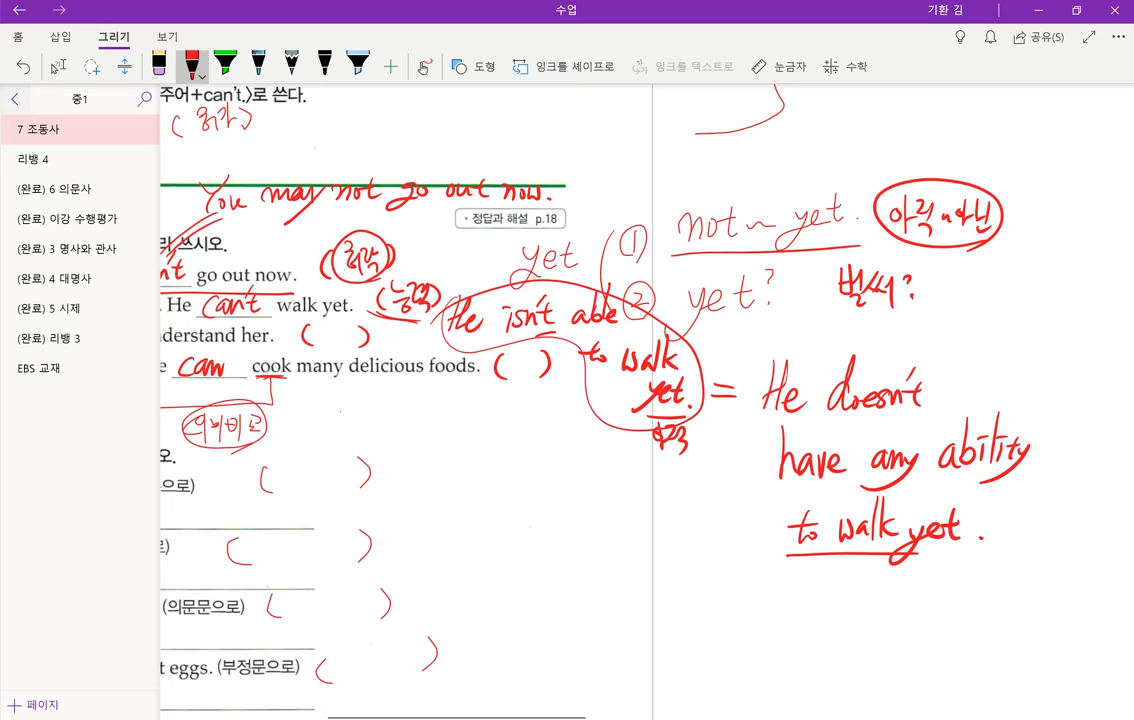 수업
기환 김
홈 삽입 그리기 보기
공유(S)
도형
잉크를 셰이프로
잉크를 텍스트로
눈금자
수학
중1
7 조동사
리뱅 4
(완료) 6 의문사
(완료) 이강 수행평가
(완료) 3 명사와 관사
(완료) 4 대명사
(완료) 5 시제
(완료) 리뱅 3
EBS 교재
페이지
주어+can't.>로 쓴다.
(허가)
You may not go out now.
• 정답과 해설 p.18
쓰시오.
't go out now. (허락)
He can't walk yet. (능력)
derstand her. ( )
e can cook many delicious foods. ( )
오.
으로) ( )
) ( )
(의문문으로) ( )
t eggs. (부정문으로) ( )
yet
① not ~ yet. 아직 ~ 아닌
② yet? 벌써?
He isn't able
to walk
yet.
아직
= He doesn't
have any ability
to walk yet.